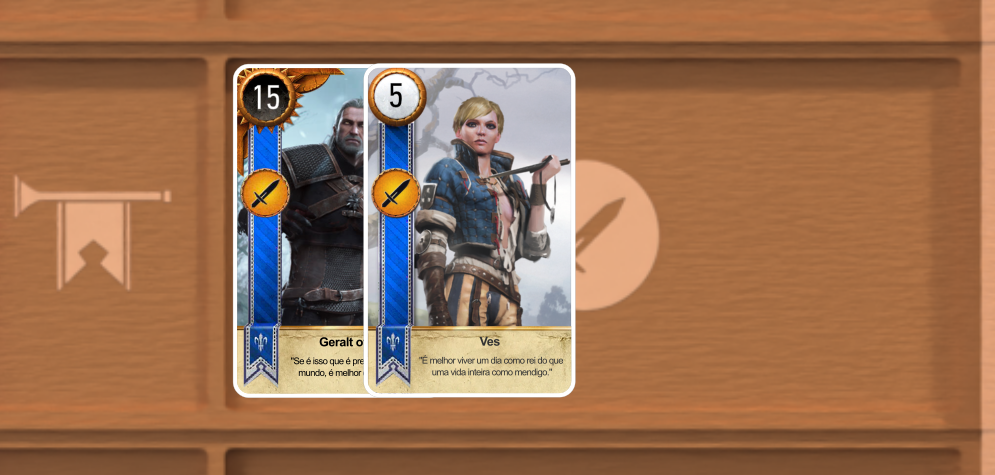 15
5
Geralt o
Ves
"Se é isso que é pre
mundo, é melhor
"É melhor viver um dia como rei do que
uma vida inteira como mendigo."